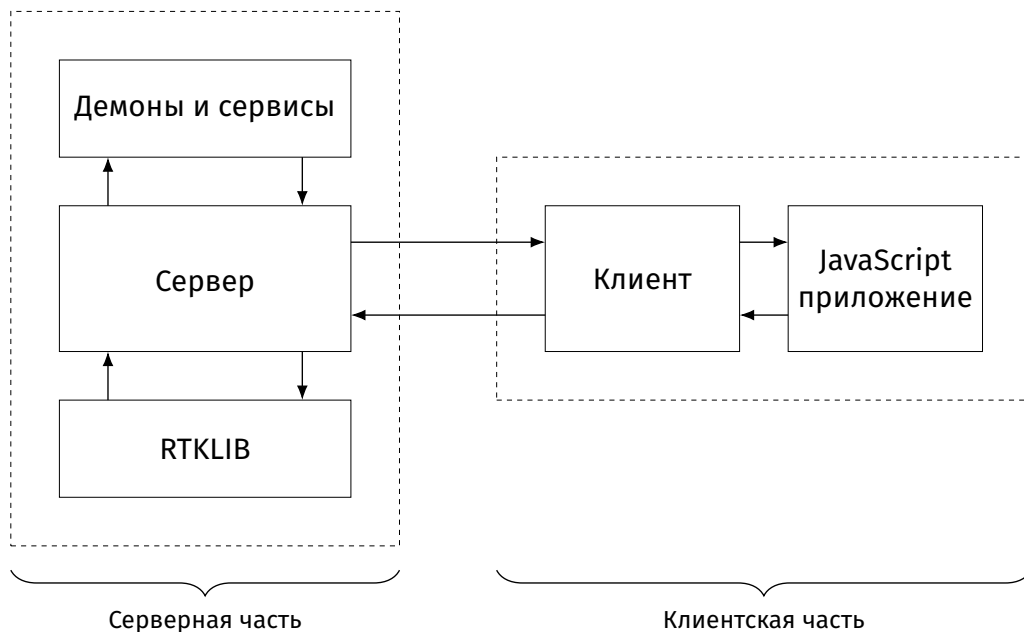 Демоны и сервисы
Сервер
RTKLIB
Клиент
JavaScript
приложение
Серверная часть
Клиентская часть